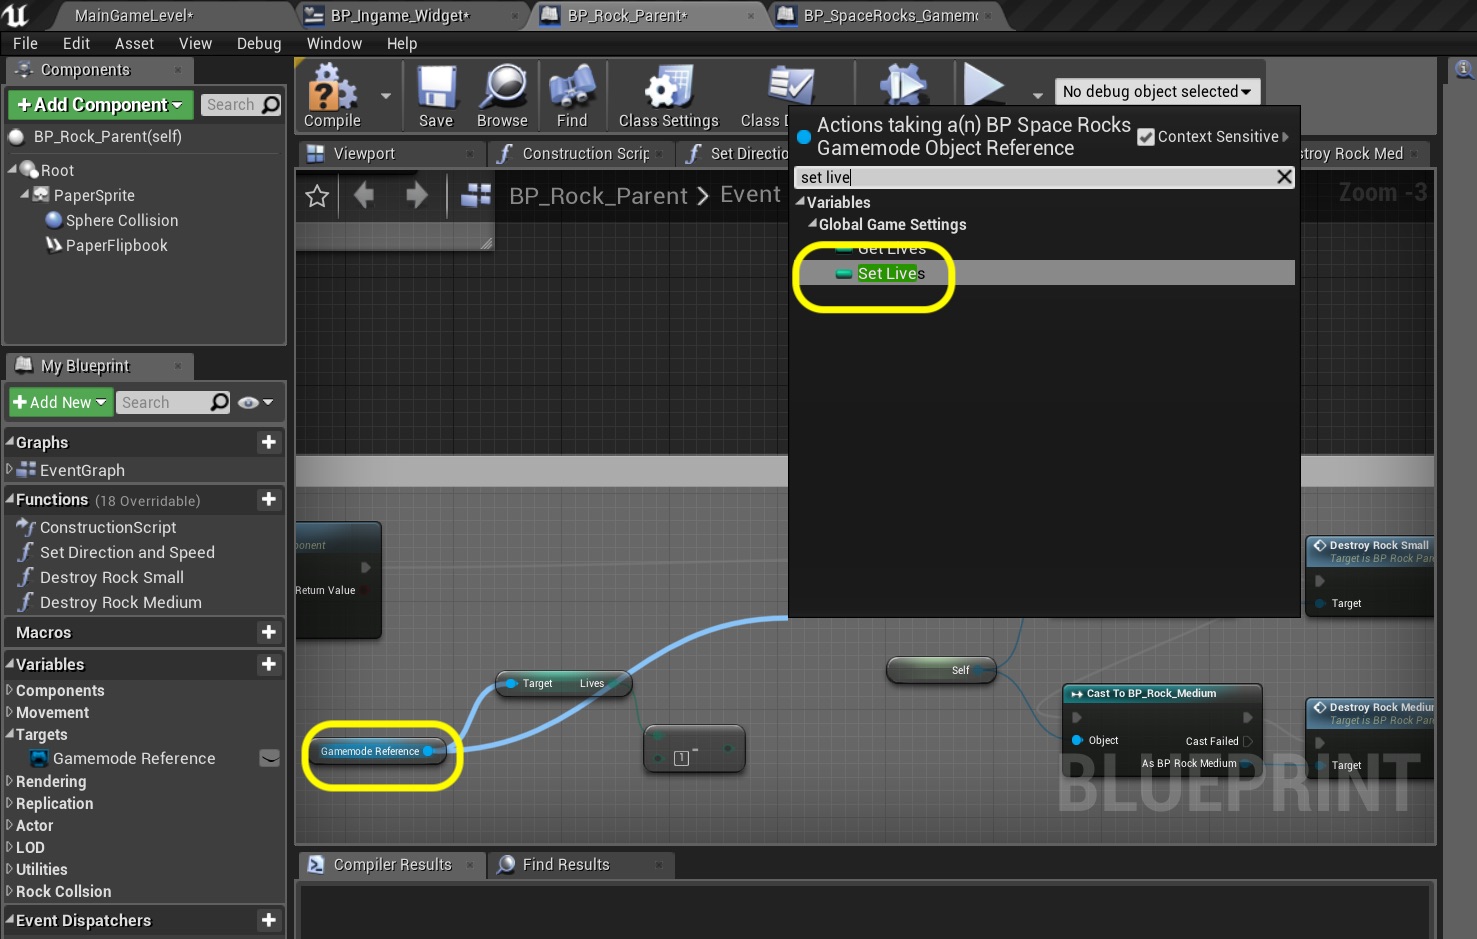 MainGameLevel*
BP_Ingame_Widget*
BP_Rock_Parent*
BP_SpaceRocks_Gamemo
File Edit Asset View Debug Window Help
Components
+Add Component
Search
BP_Rock_Parent(self)
Root
PaperSprite
Sphere Collision
PaperFlipbook
Compile
Save
Browse
Find
Class Settings
Class D
No debug object selected
Viewport
Construction Scrip
Set Directio
stroy Rock Med
BP_Rock_Parent > Event
Zoom -3
Actions taking a(n) BP Space Rocks
Gamemode Object Reference
Context Sensitive
set live
Variables
Global Game Settings
Get Lives
Set Lives
My Blueprint
+Add New
Search
Graphs
EventGraph
Functions (18 Overridable)
ConstructionScript
Set Direction and Speed
Destroy Rock Small
Destroy Rock Medium
Macros
Variables
Components
Movement
Targets
Gamemode Reference
Rendering
Replication
Actor
LOD
Utilities
Rock Collsion
Event Dispatchers
ponent
Return Value
Target Lives
Gamemode Reference
1 -
Self
Cast To BP_Rock_Medium
Object
Cast Failed
As BP Rock Medium
Destroy Rock Small
Target is BP Rock Par
Target
Destroy Rock Mediur
Target is BP Rock Par
Target
BLUEPRINT
Compiler Results
Find Results